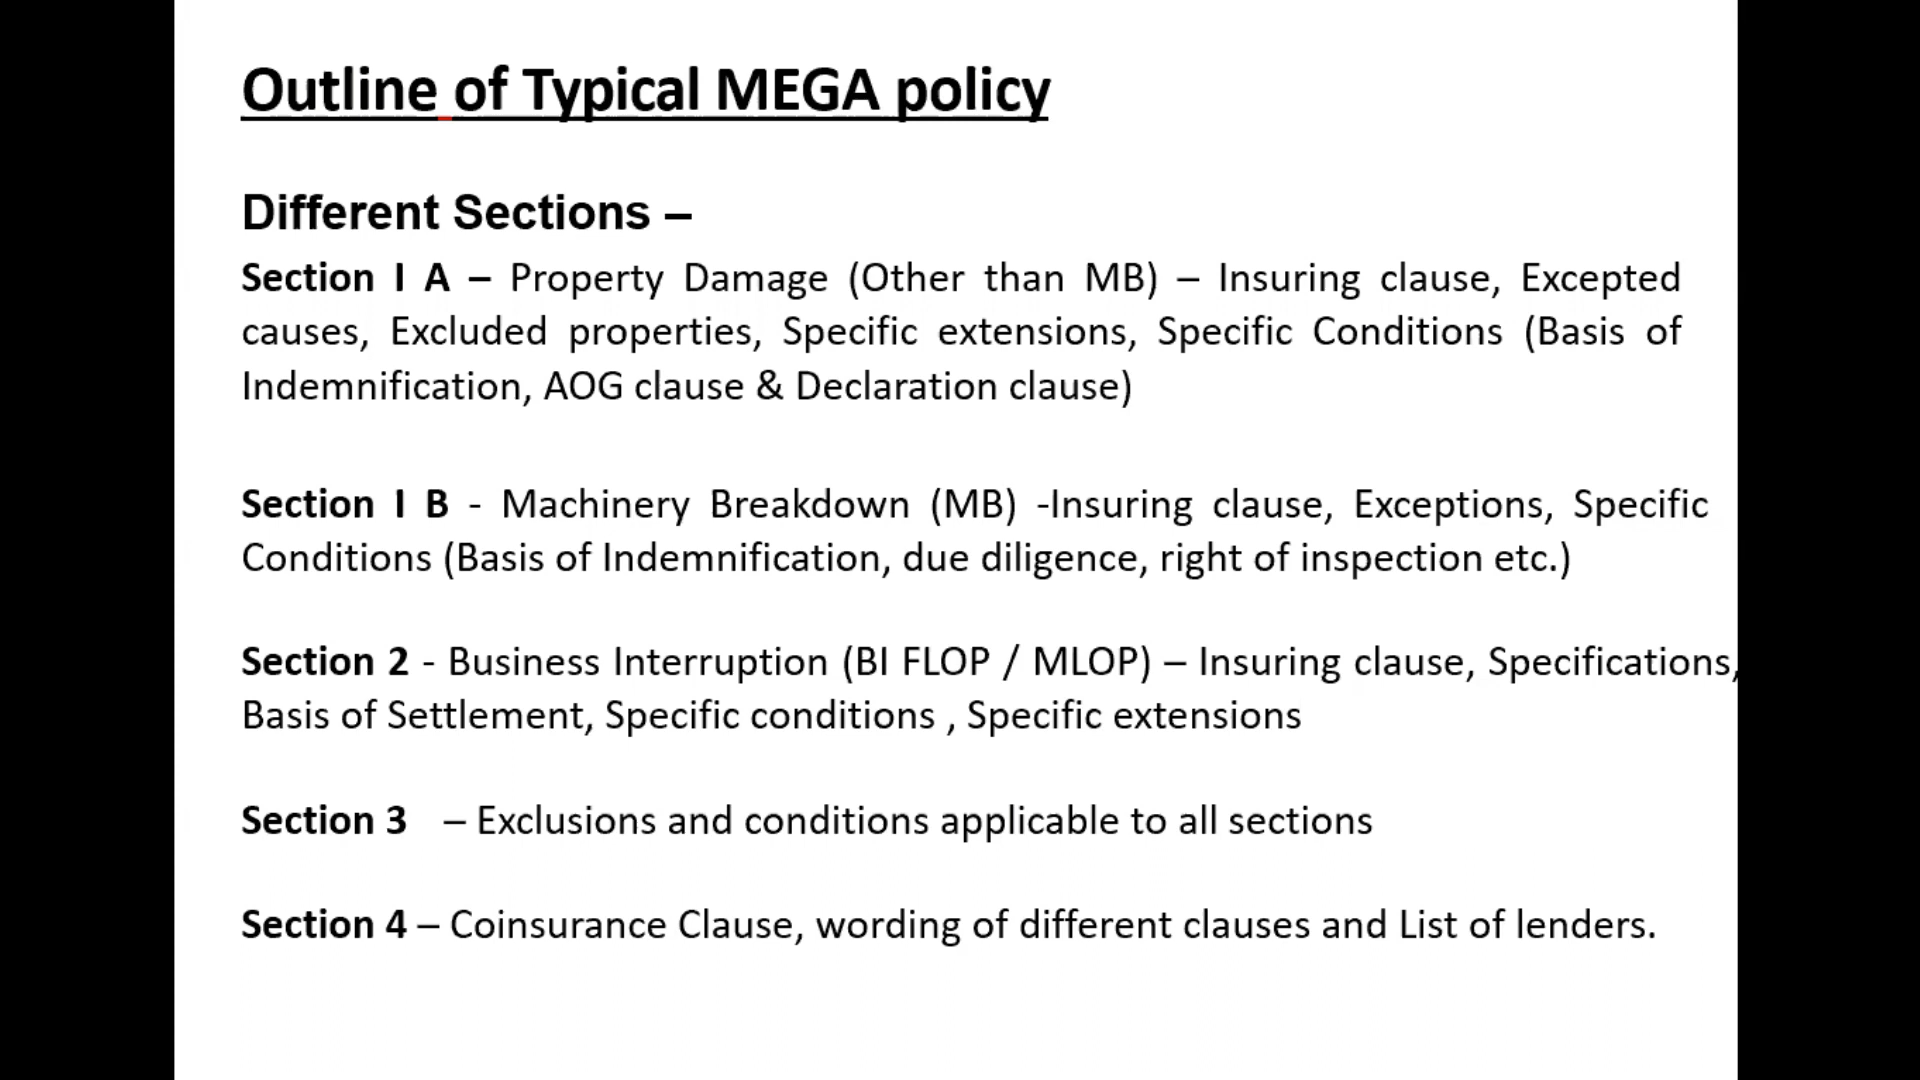 Outline of Typical MEGA policy
Different Sections –
Section I A – Property Damage (Other than MB) – Insuring clause, Excepted
causes, Excluded properties, Specific extensions, Specific Conditions (Basis of
Indemnification, AOG clause & Declaration clause)
Section I B - Machinery Breakdown (MB) -Insuring clause, Exceptions, Specific
Conditions (Basis of Indemnification, due diligence, right of inspection etc.)
Section 2 - Business Interruption (BI FLOP / MLOP) – Insuring clause, Specifications,
Basis of Settlement, Specific conditions , Specific extensions
Section 3 – Exclusions and conditions applicable to all sections
Section 4 – Coinsurance Clause, wording of different clauses and List of lenders.